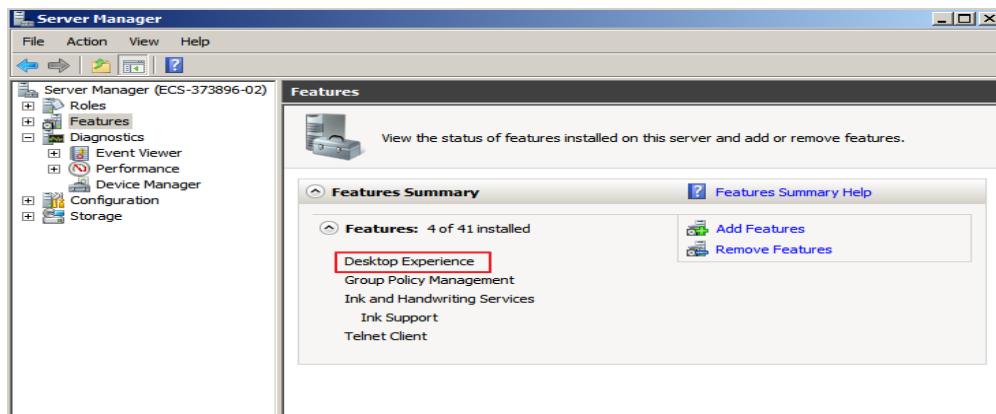 Server Manager
File Action View Help
Server Manager (ECS-373896-02)
Roles
Features
Diagnostics
Event Viewer
Performance
Device Manager
Configuration
Storage
Features
View the status of features installed on this server and add or remove features.
Features Summary
Features Summary Help
Features: 4 of 41 installed
Add Features
Remove Features
Desktop Experience
Group Policy Management
Ink and Handwriting Services
Ink Support
Telnet Client